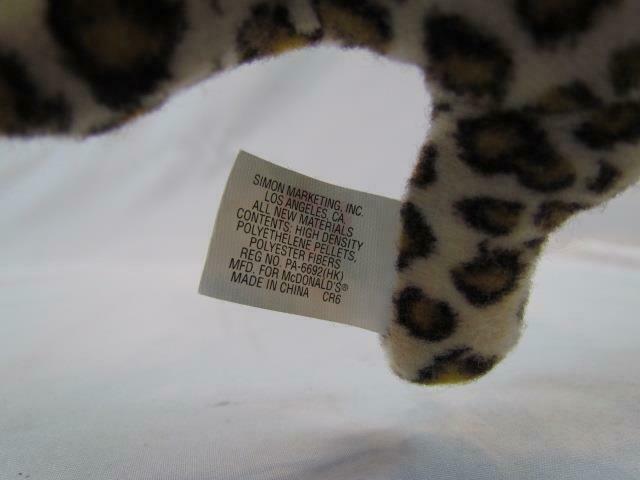 SIMON MARKETING, INC.
LOS ANGELES, CA.
ALL NEW MATERIALS
CONTENTS: HIGH DENSITY
POLYETHELENE PELLETS,
POLYESTER FIBERS
REG NO. PA-6692(HK)
MFD. FOR McDONALD'S®
MADE IN CHINA CR6